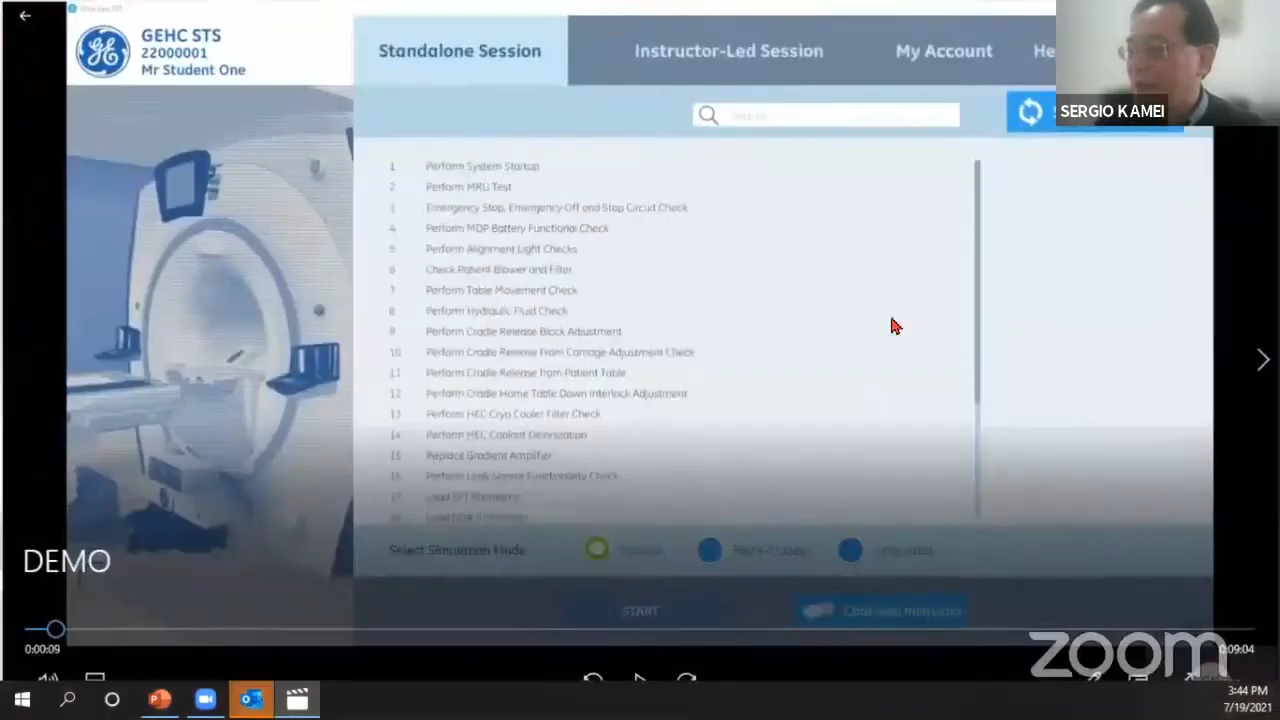 GEHC STS
22000001
Mr Student One
Standalone Session
Instructor-Led Session
My Account
He
SERGIO KAMEI
1 Perform System Startup
2 Perform MRU Test
3 Emergency Stop, Emergency Off and Stop Circuit Check
4 Perform MDP Battery Functional Check
5 Perform Alignment Light Checks
6 Check Patient Blower and Filter
7 Perform Table Movement Check
8 Perform Hydraulic Fluid Check
9 Perform Cradle Release Block Adjustment
10 Perform Cradle Release From Carriage Adjustment Check
11 Perform Cradle Release from Patient Table
12 Perform Cradle Home Table Down Interlock Adjustment
13 Perform HEC Cryo Cooler Filter Check
14 Perform HEC Coolant Deionization
15 Replace Gradient Amplifier
16 Perform Leak Sensor Functionality Check
17
Select Simulation Mode
DEMO
START
0:00:09
0:09:04
zoom
3:44 PM
7/19/2021